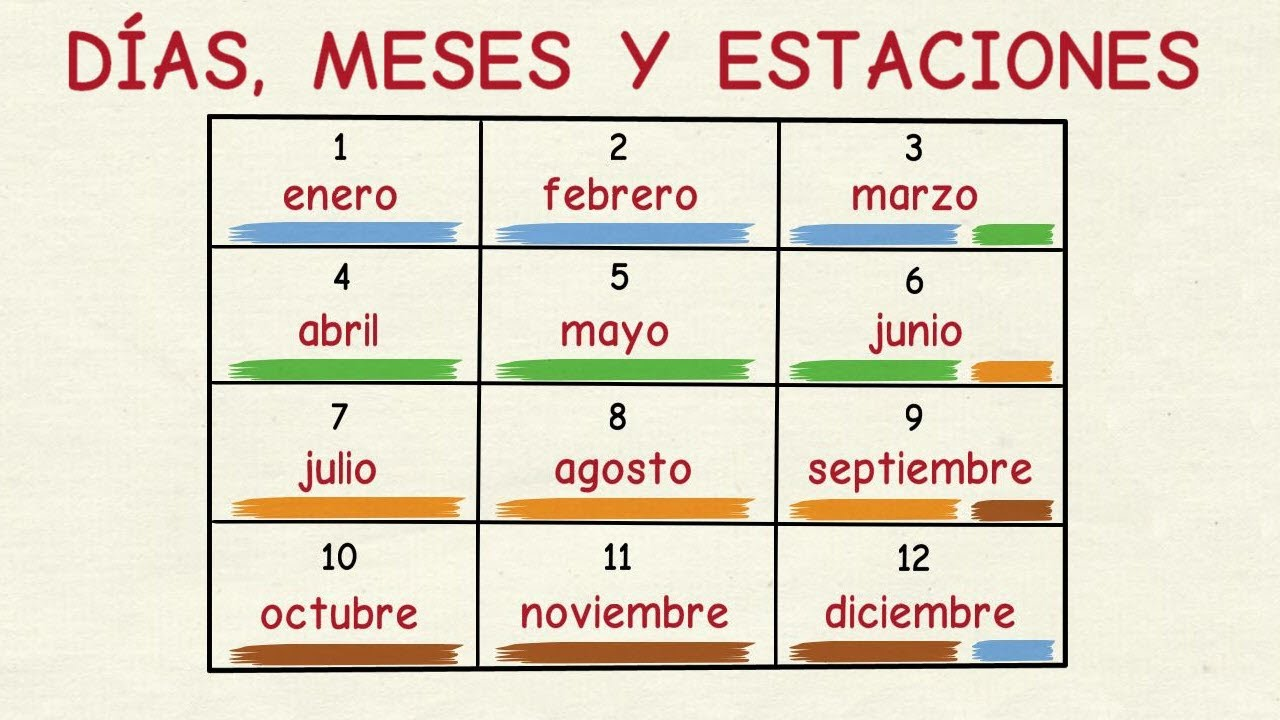 DÍAS, MESES Y ESTACIONES
1
enero
2
febrero
3
marzo
4
abril
5
mayo
6
junio
7
julio
8
agosto
9
septiembre
10
octubre
11
noviembre
12
diciembre